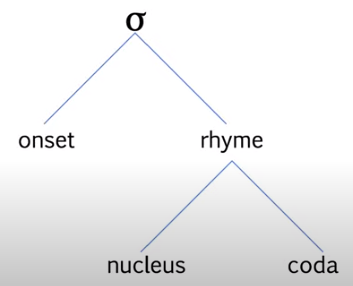 σ
onset rhyme
nucleus coda